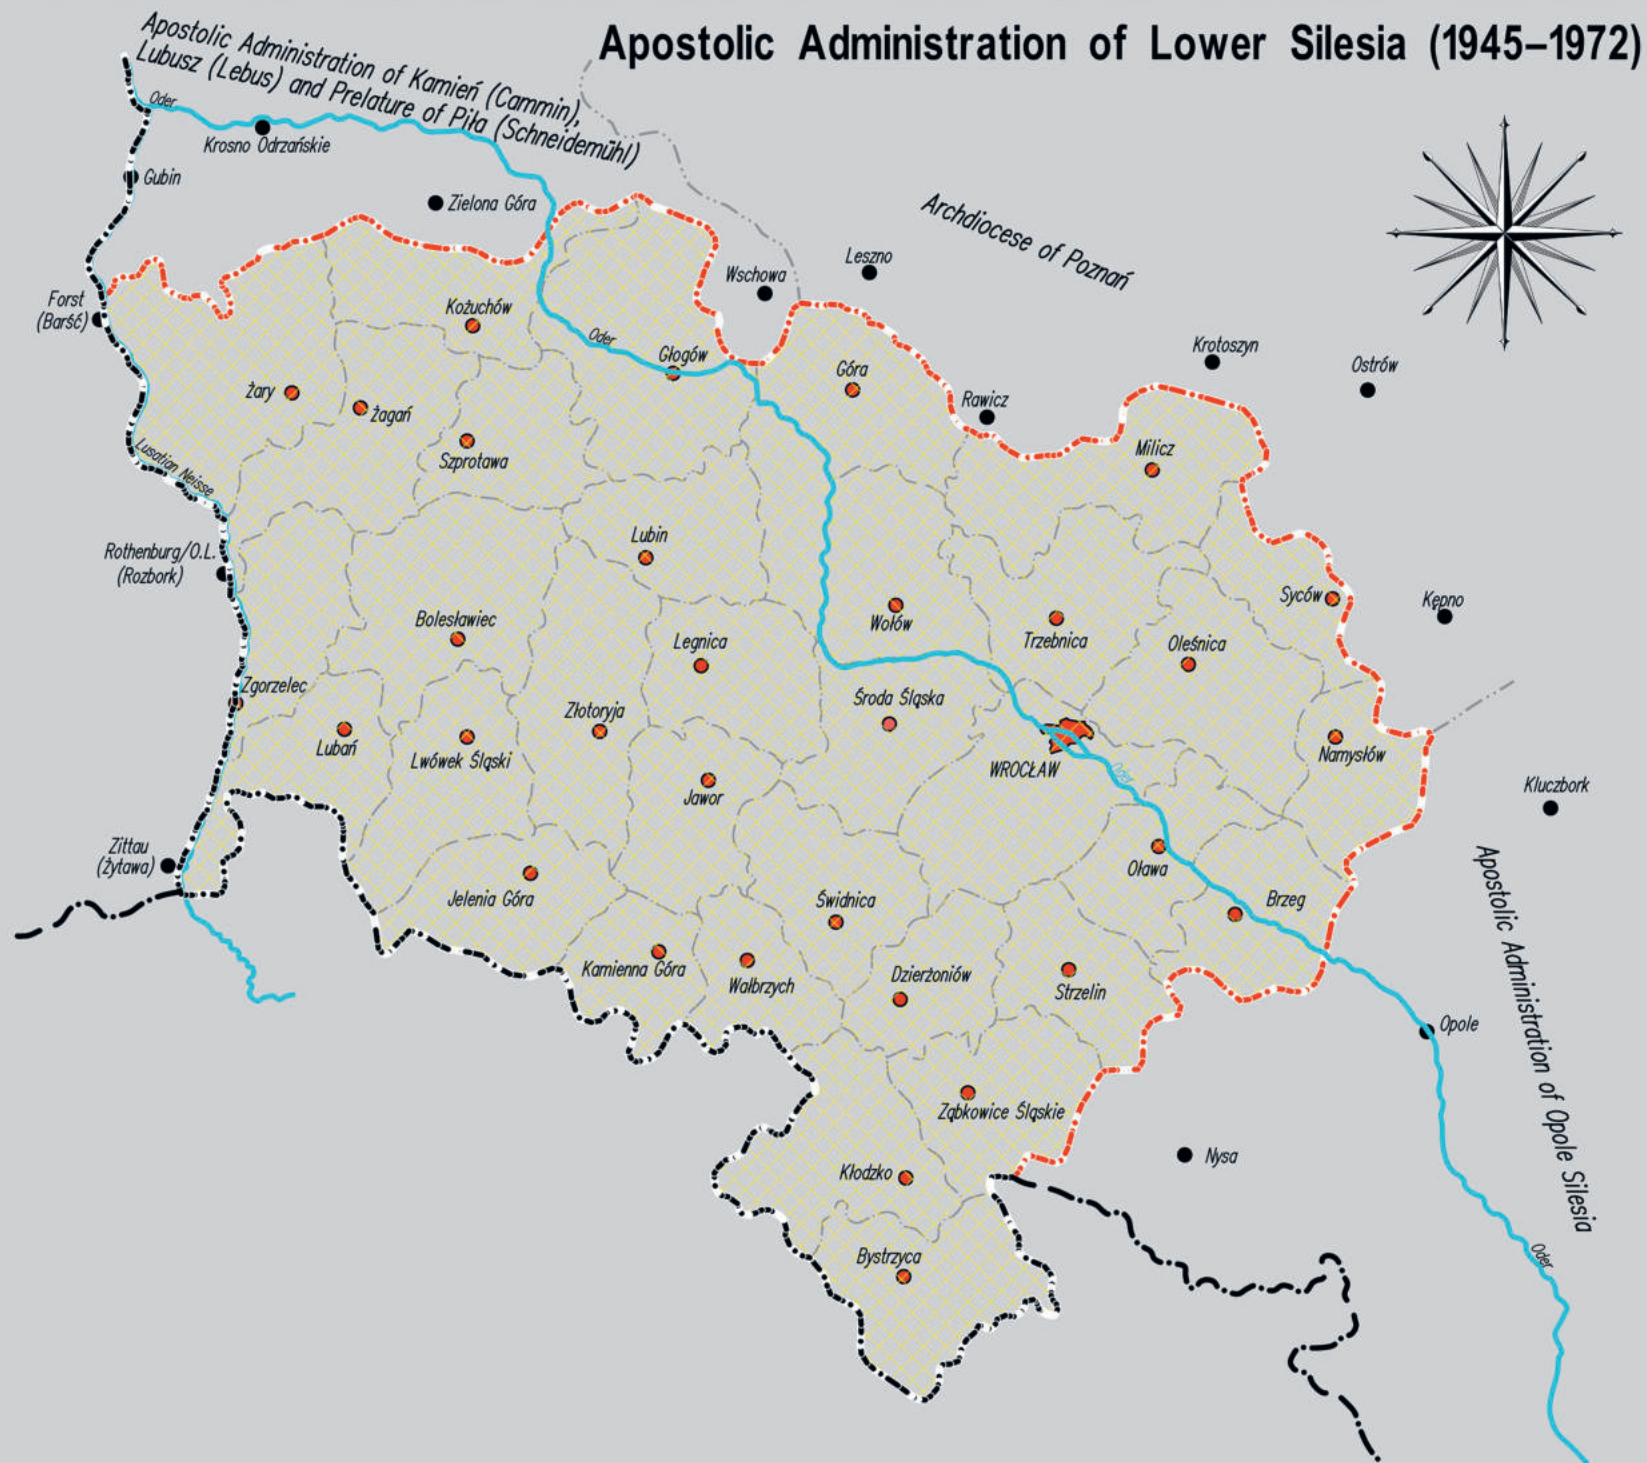 Apostolic Administration of Lower Silesia (1945–1972)
Apostolic Administration of Kamień (Cammin),
Lubusz (Lebus) and Prelature of Piła (Schneidemühl)
Oder
Krosno Odrzańskie
Gubin
Zielona Góra
Archdiocese of Poznań
Leszno
Wschowa
Forst
(Barść)
Kożuchów
Oder
Głogów
Góra
Krotoszyn
Ostrów
Rawicz
Żary
Żagań
Szprotawa
Milicz
Lusatian Neisse
Lubin
Rothenburg/O.L.
(Rozbork)
Syców
Kępno
Bolesławiec
Wołów
Trzebnica
Legnica
Oleśnica
Zgorzelec
Środa Śląska
Złotoryja
Lubań
Lwówek Śląski
Namysłów
WROCŁAW
Oder
Kluczbork
Jawor
Zittau
(Żytawa)
Oława
Jelenia Góra
Świdnica
Brzeg
Kamienna Góra
Wałbrzych
Dzierżoniów
Strzelin
Opole
Apostolic Administration of Opole Silesia
Ząbkowice Śląskie
Nysa
Kłodzko
Bystrzyca
Oder